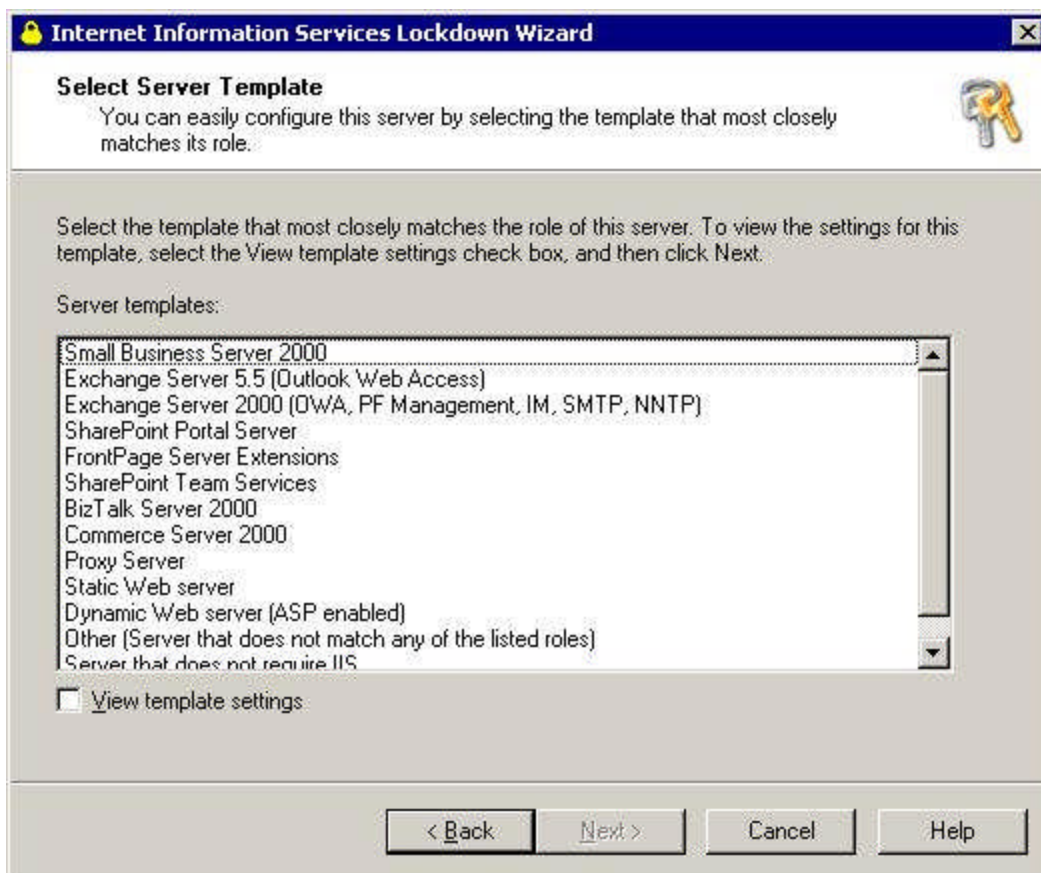 Internet Information Services Lockdown Wizard
Select Server Template
You can easily configure this server by selecting the template that most closely
matches its role.
Select the template that most closely matches the role of this server. To view the settings for this
template, select the View template settings check box, and then click Next.
Server templates:
Small Business Server 2000
Exchange Server 5.5 (Outlook Web Access)
Exchange Server 2000 (OWA, PF Management, IM, SMTP, NNTP)
SharePoint Portal Server
FrontPage Server Extensions
SharePoint Team Services
BizTalk Server 2000
Commerce Server 2000
Proxy Server
Static Web server
Dynamic Web server (ASP enabled)
Other (Server that does not match any of the listed roles)
Server that does not require IIS
View template settings
< Back
Next >
Cancel
Help